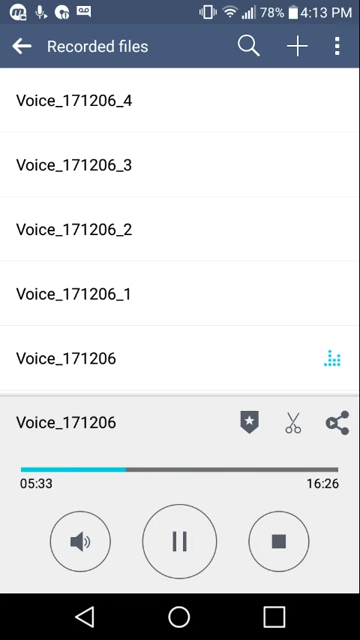 78% 4:13 PM
Recorded files
Voice_171206_4
Voice_171206_3
Voice_171206_2
Voice_171206_1
Voice_171206
Voice_171206
05:33 16:26